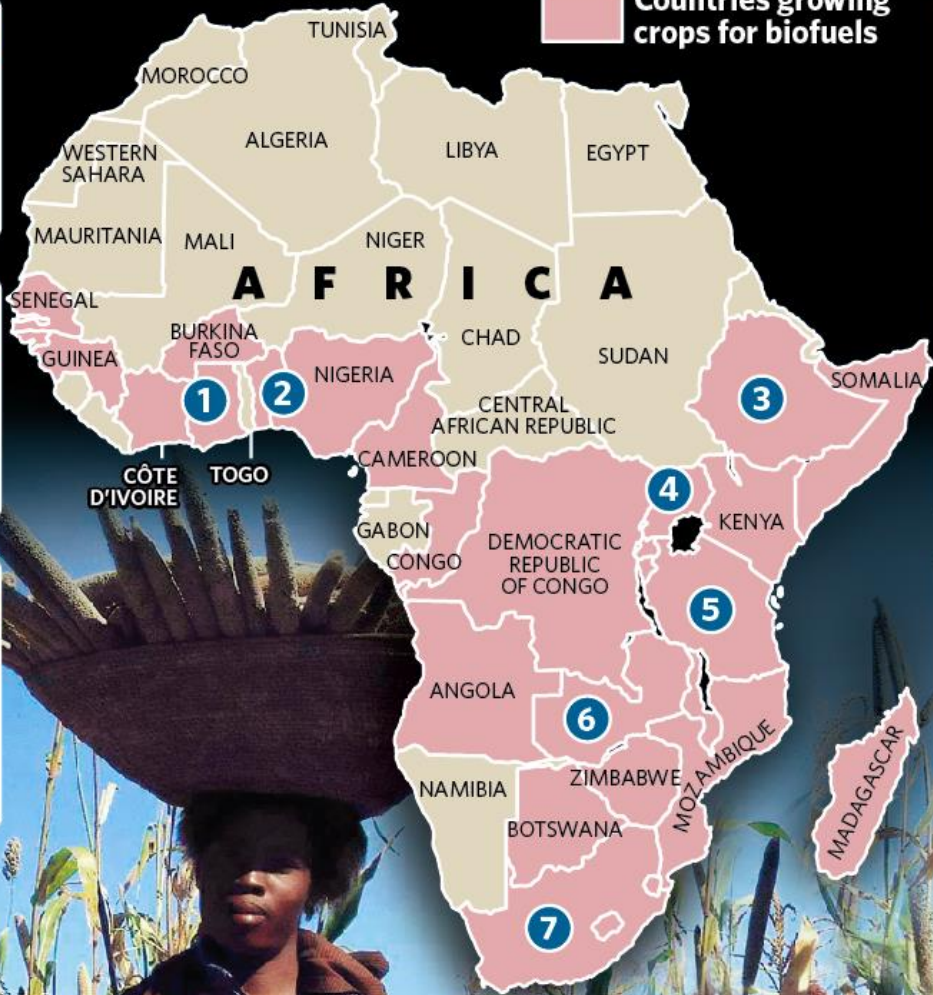 Countries growing
crops for biofuels
TUNISIA
MOROCCO
ALGERIA
LIBYA
EGYPT
WESTERN
SAHARA
MAURITANIA
MALI
NIGER
AFRICA
SENEGAL
CHAD
SUDAN
BURKINA
FASO
GUINEA
NIGERIA
SOMALIA
1
2
3
CENTRAL
AFRICAN REPUBLIC
CAMEROON
CÔTE
D'IVOIRE
TOGO
4
KENYA
GABON
CONGO
DEMOCRATIC
REPUBLIC
OF CONGO
5
ANGOLA
6
ZIMBABWE
MOZAMBIQUE
MADAGASCAR
NAMIBIA
BOTSWANA
7